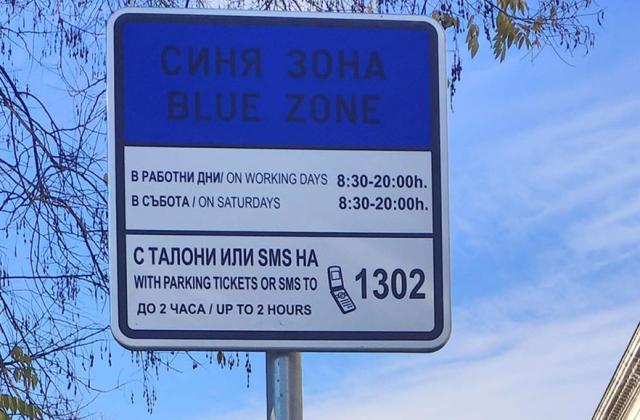 СИНЯ ЗОНА
BLUE ZONE
В РАБОТНИ ДНИ/ ON WORKING DAYS 8:30-20:00h.
В СЪБОТА / ON SATURDAYS 8:30-20:00h.
С ТАЛОНИ ИЛИ SMS НА
WITH PARKING TICKETS OR SMS TO 1302
ДО 2 ЧАСА / UP TO 2 HOURS